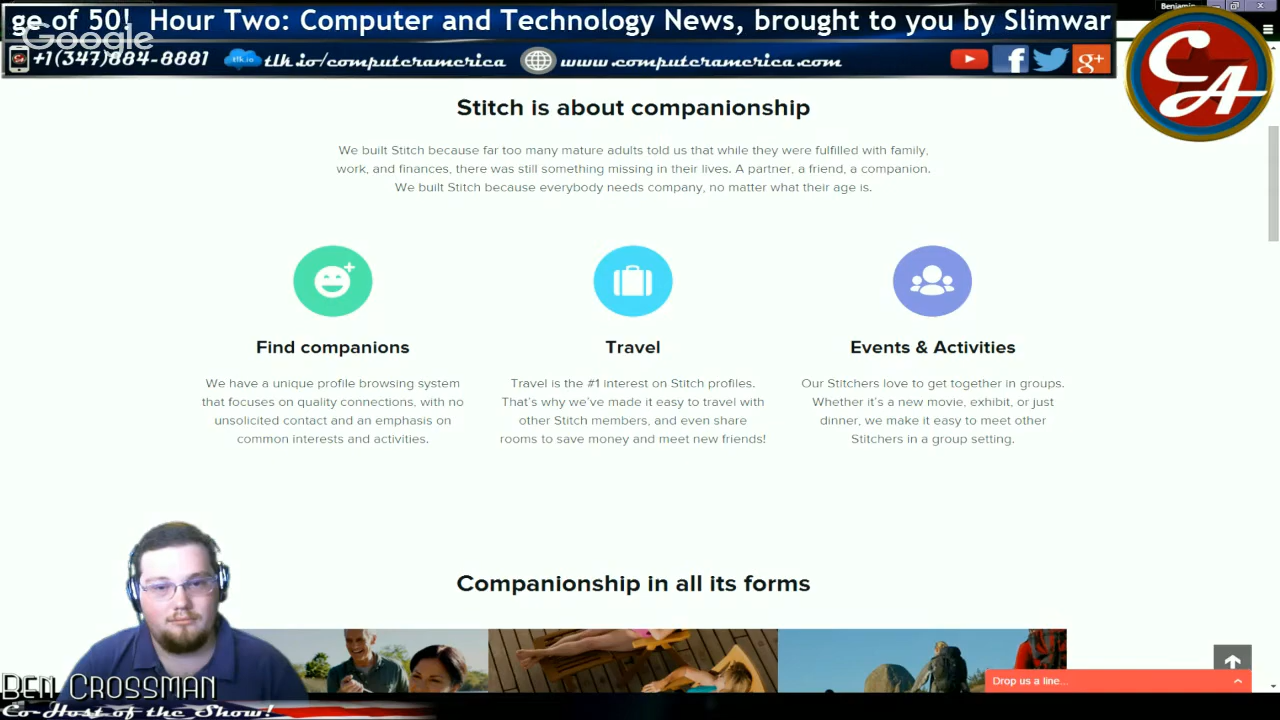 ge of 50! Hour Two: Computer and Technology News, brought to you by Slimwar
Google
Benjamin
+1(347)884-8881 tlk.io tlk.io/computeramerica www.computeramerica.com
g+
CA
Stitch is about companionship
We built Stitch because far too many mature adults told us that while they were fulfilled with family,
work, and finances, there was still something missing in their lives. A partner, a friend, a companion.
We built Stitch because everybody needs company, no matter what their age is.
Find companions
We have a unique profile browsing system
that focuses on quality connections, with no
unsolicited contact and an emphasis on
common interests and activities.
Travel
Travel is the #1 interest on Stitch profiles.
That's why we've made it easy to travel with
other Stitch members, and even share
rooms to save money and meet new friends!
Events & Activities
Our Stitchers love to get together in groups.
Whether it's a new movie, exhibit, or just
dinner, we make it easy to meet other
Stitchers in a group setting.
Companionship in all its forms
Drop us a line...
Ben Crossman
Co-Host of the Show!